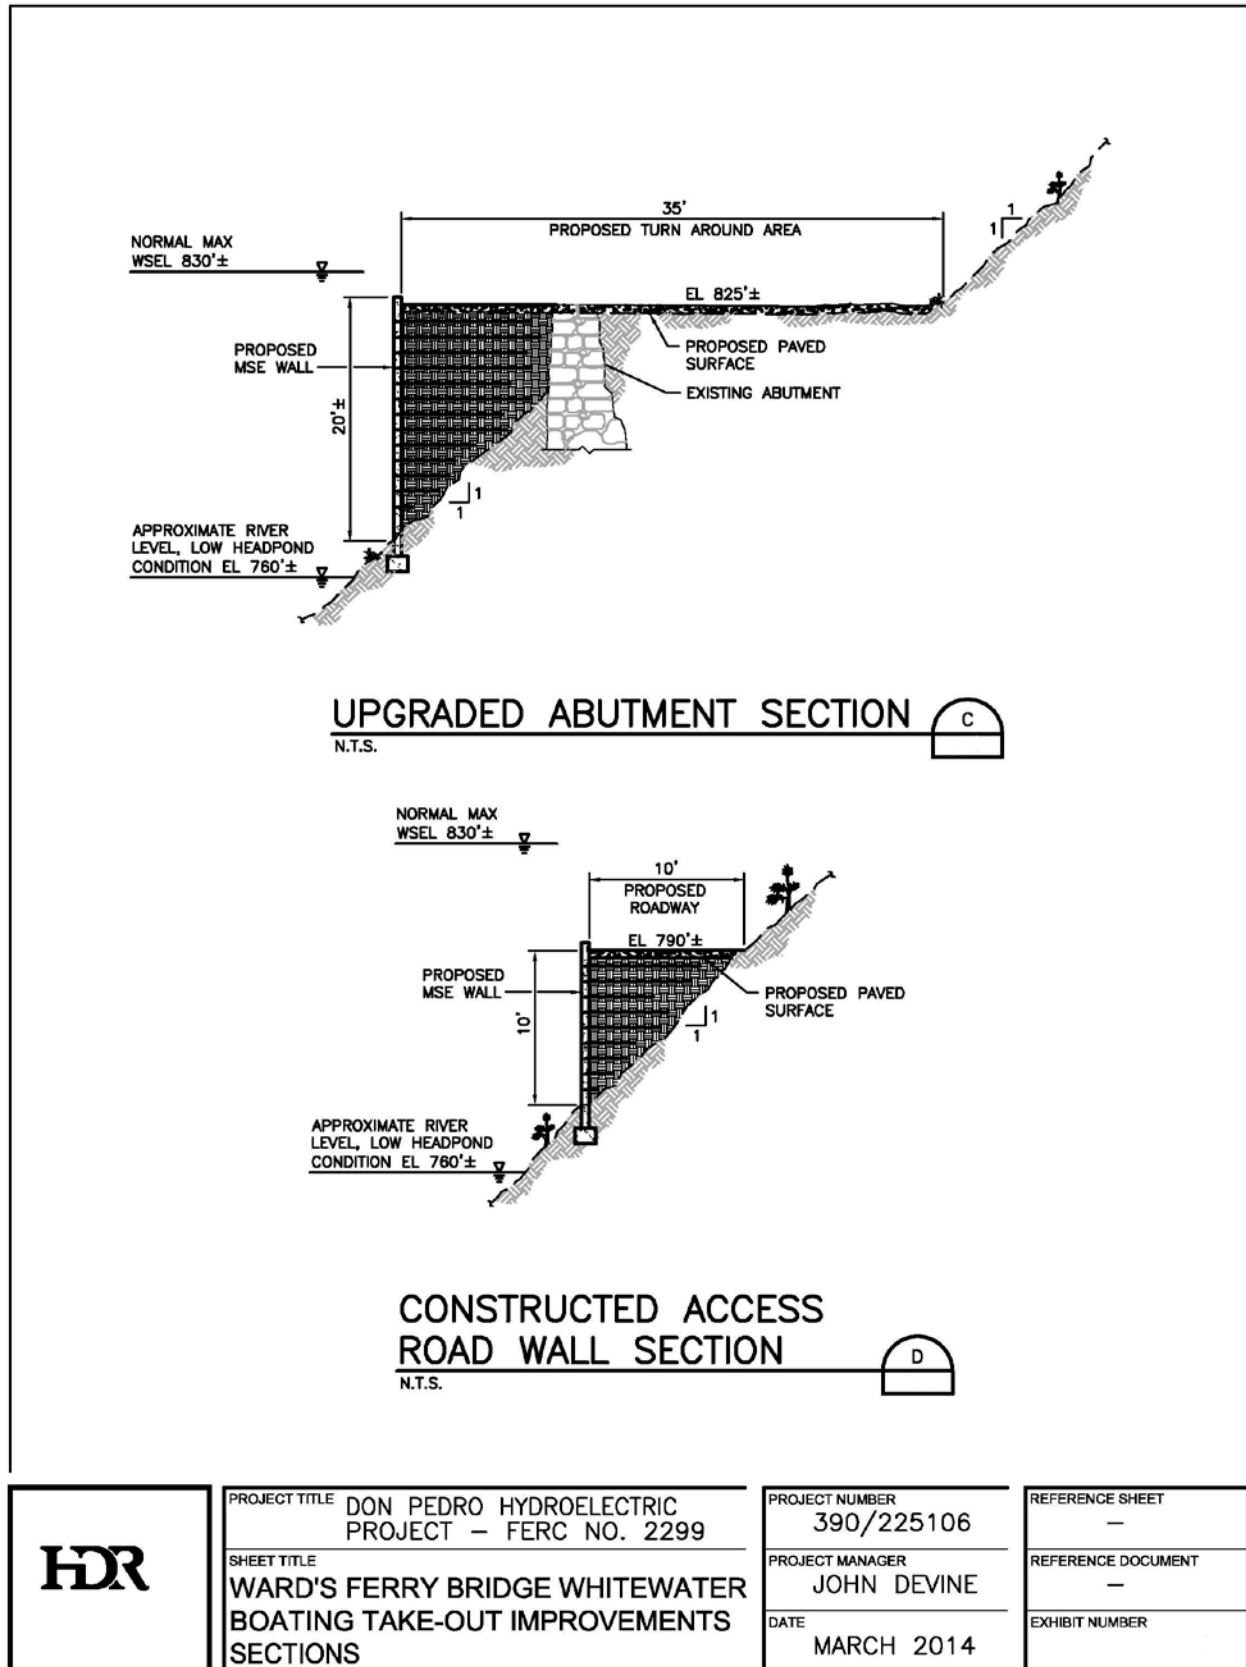 35'
PROPOSED TURN AROUND AREA
1
1
NORMAL MAX
WSEL 830'±
EL 825'±
PROPOSED
MSE WALL
PROPOSED PAVED
SURFACE
EXISTING ABUTMENT
20'±
1
1
APPROXIMATE RIVER
LEVEL, LOW HEADPOND
CONDITION EL 760'±
UPGRADED ABUTMENT SECTION
C
N.T.S.
NORMAL MAX
WSEL 830'±
10'
PROPOSED
ROADWAY
EL 790'±
PROPOSED
MSE WALL
PROPOSED PAVED
SURFACE
10'
1
1
APPROXIMATE RIVER
LEVEL, LOW HEADPOND
CONDITION EL 760'±
CONSTRUCTED ACCESS
ROAD WALL SECTION
D
N.T.S.
HDR
PROJECT TITLE
DON PEDRO HYDROELECTRIC
PROJECT – FERC NO. 2299
SHEET TITLE
WARD'S FERRY BRIDGE WHITEWATER
BOATING TAKE-OUT IMPROVEMENTS
SECTIONS
PROJECT NUMBER
390/225106
PROJECT MANAGER
JOHN DEVINE
DATE
MARCH 2014
REFERENCE SHEET
–
REFERENCE DOCUMENT
–
EXHIBIT NUMBER